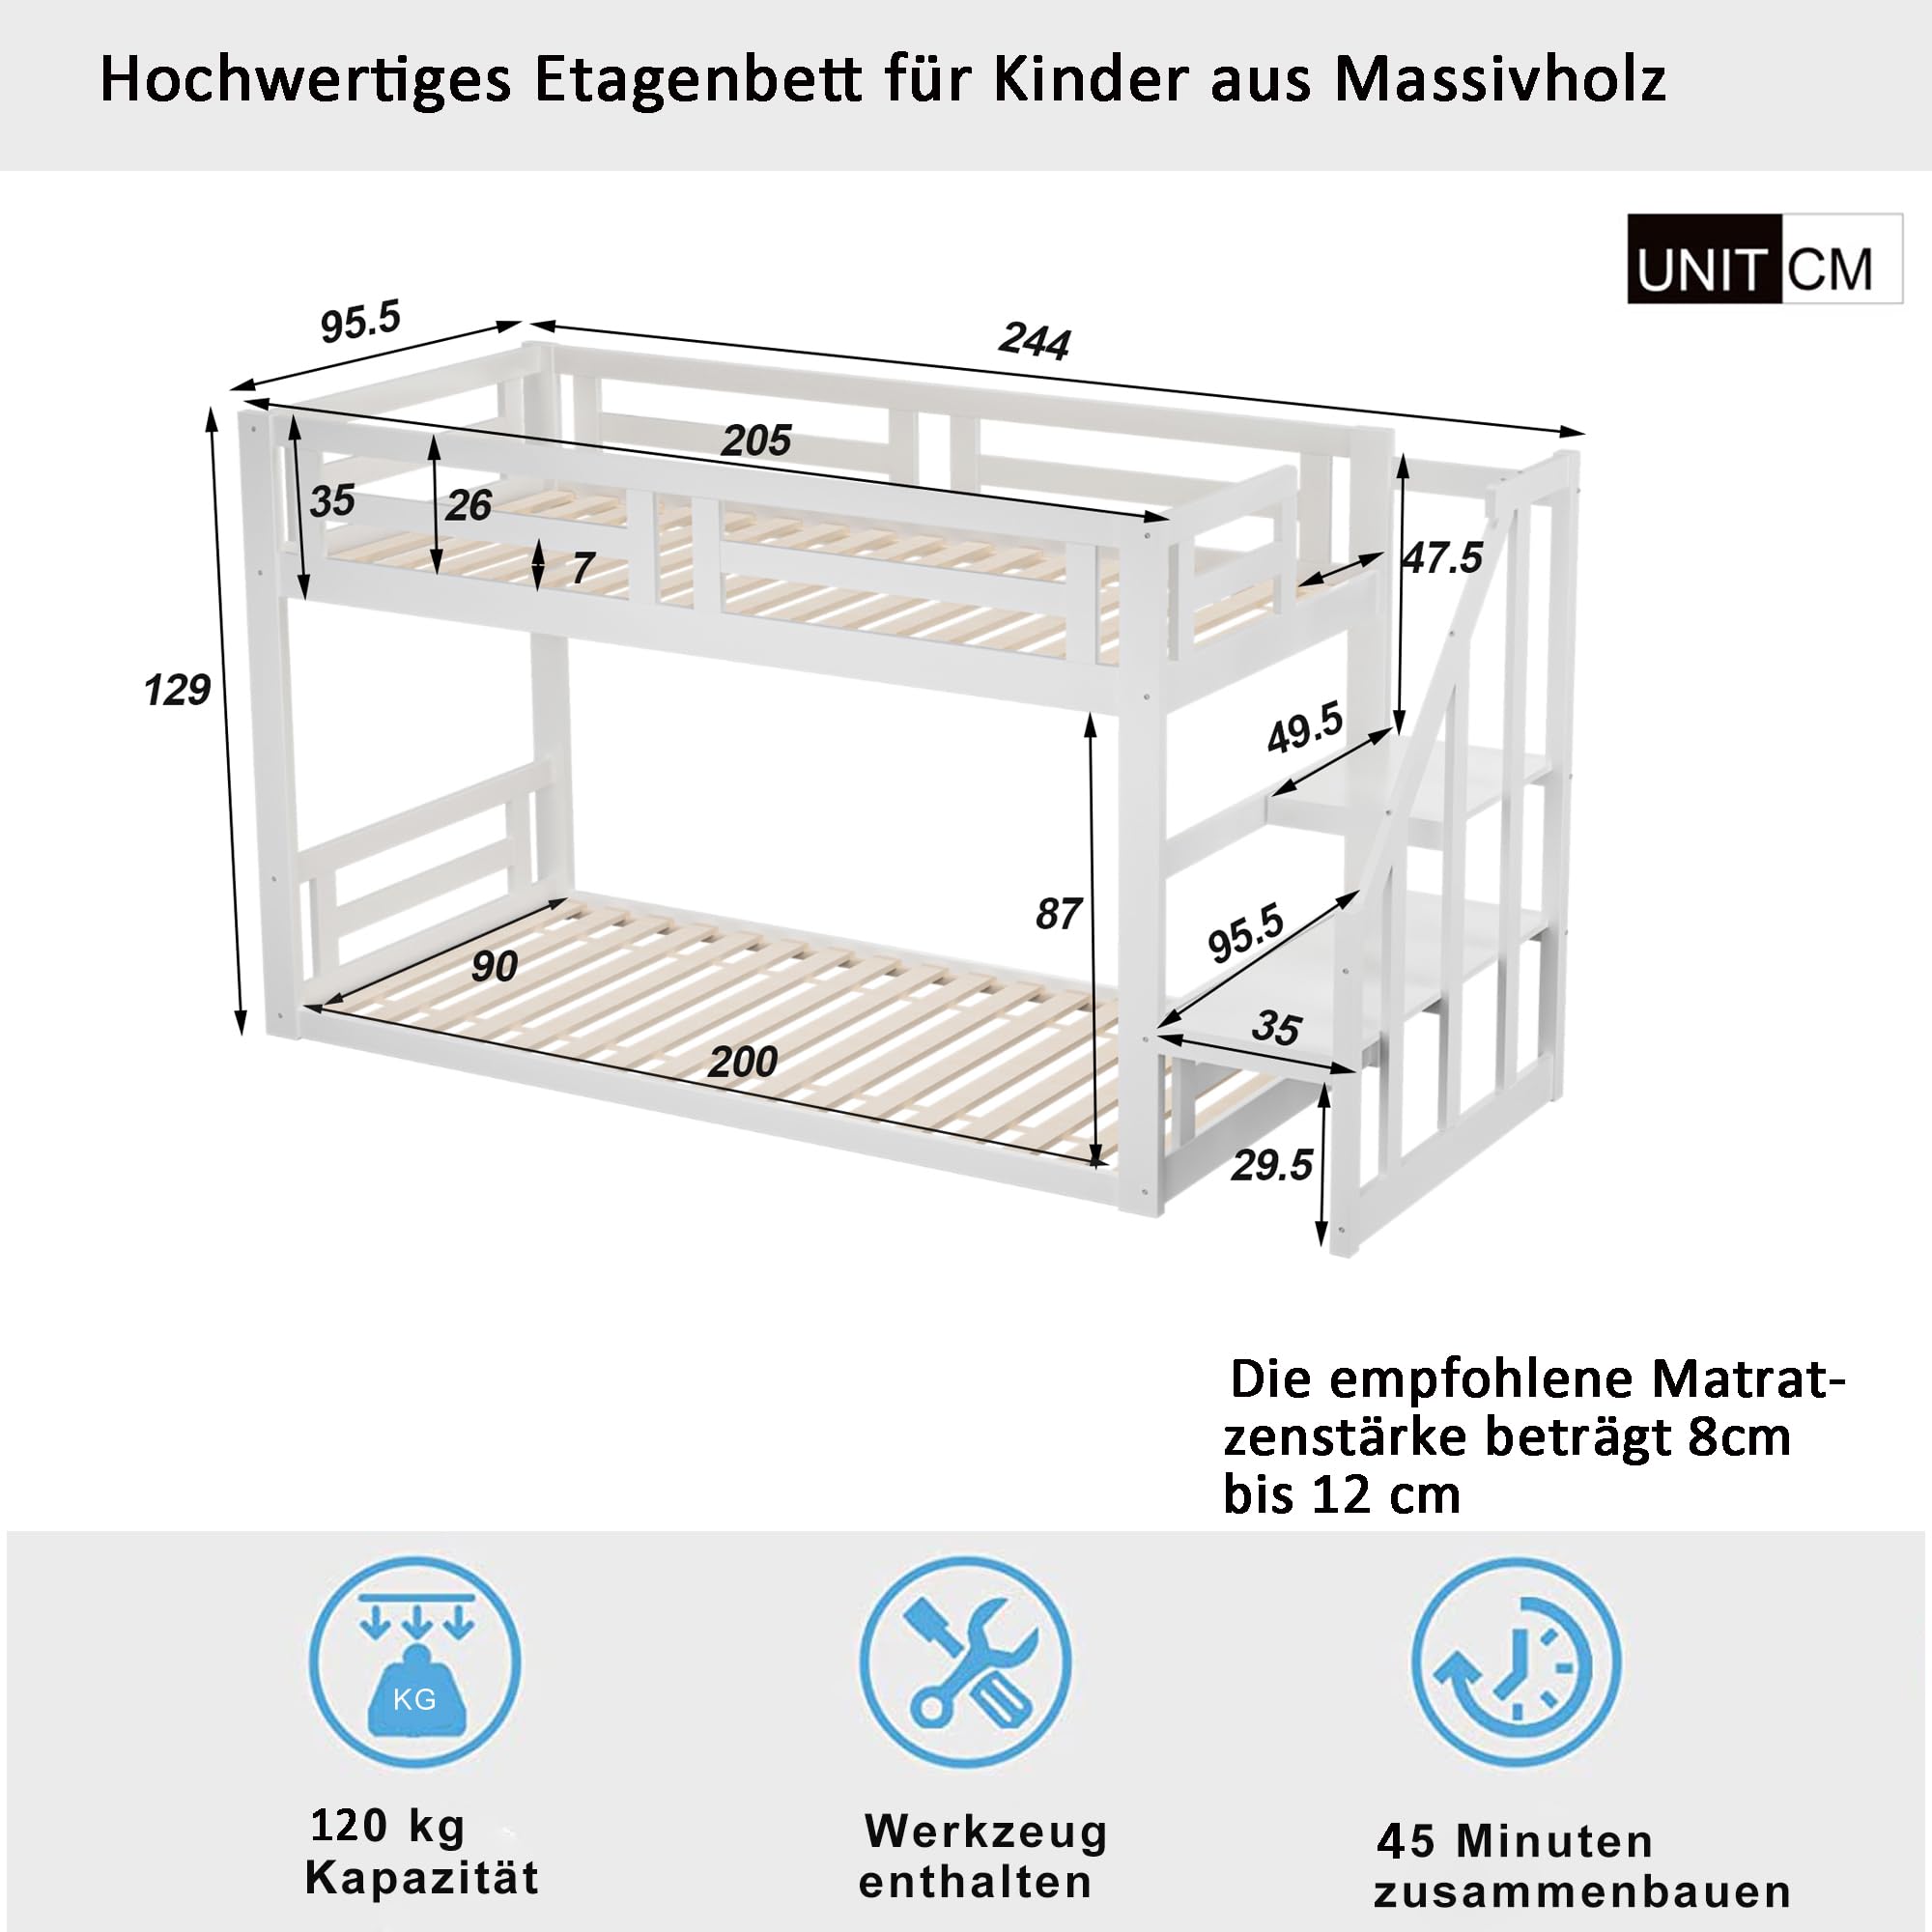 Hochwertiges Etagenbett für Kinder aus Massivholz
UNIT CM
95.5
244
205
35
26
7
47.5
129
49.5
87
95.5
90
35
200
29.5
Die empfohlene Matrat-
zenstärke beträgt 8cm
bis 12 cm
KG
120 kg
Kapazität
Werkzeug
enthalten
45 Minuten
zusammenbauen